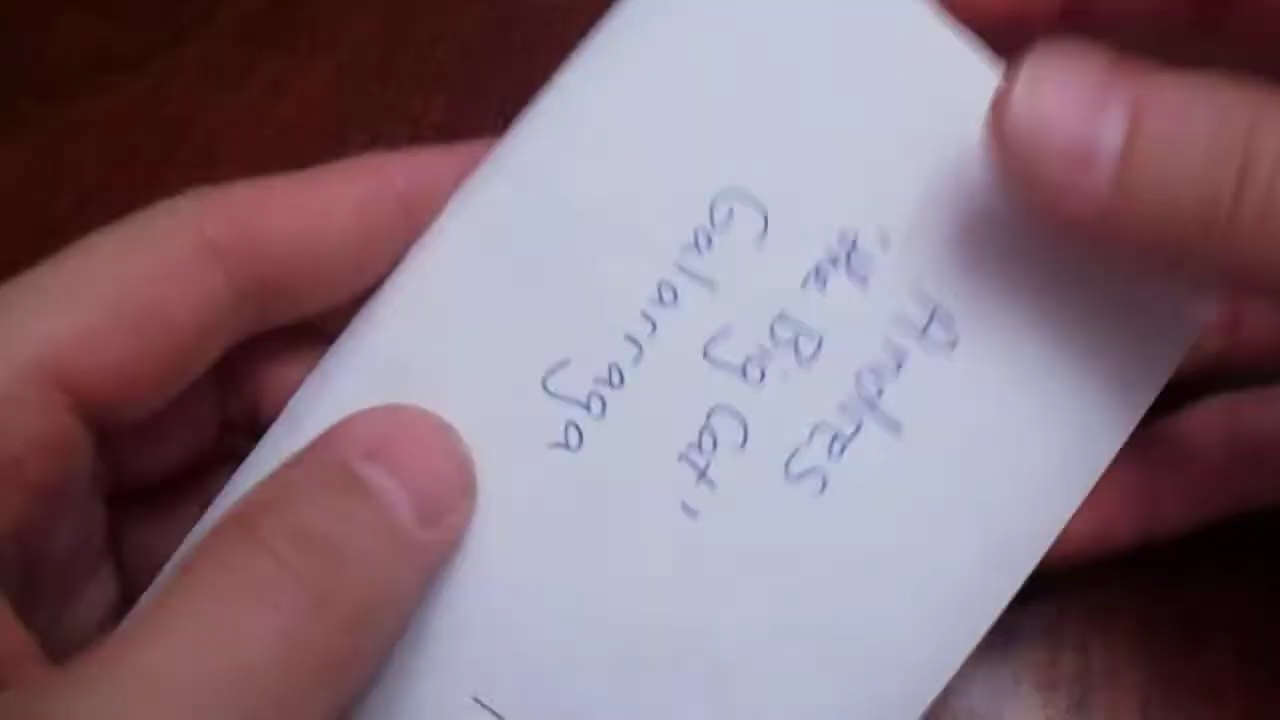 Andres
"the Big Cat"
Galarraga